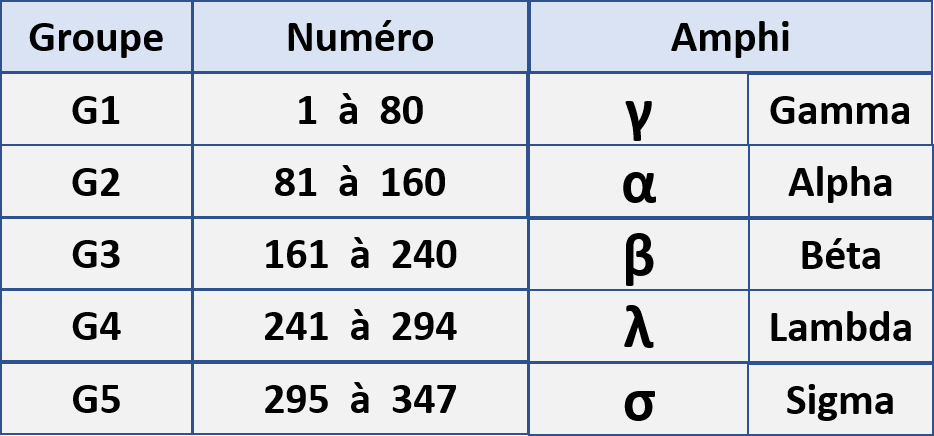 Groupe Numéro Amphi
G1 1 à 80 γ Gamma
G2 81 à 160 α Alpha
G3 161 à 240 β Béta
G4 241 à 294 λ Lambda
G5 295 à 347 σ Sigma